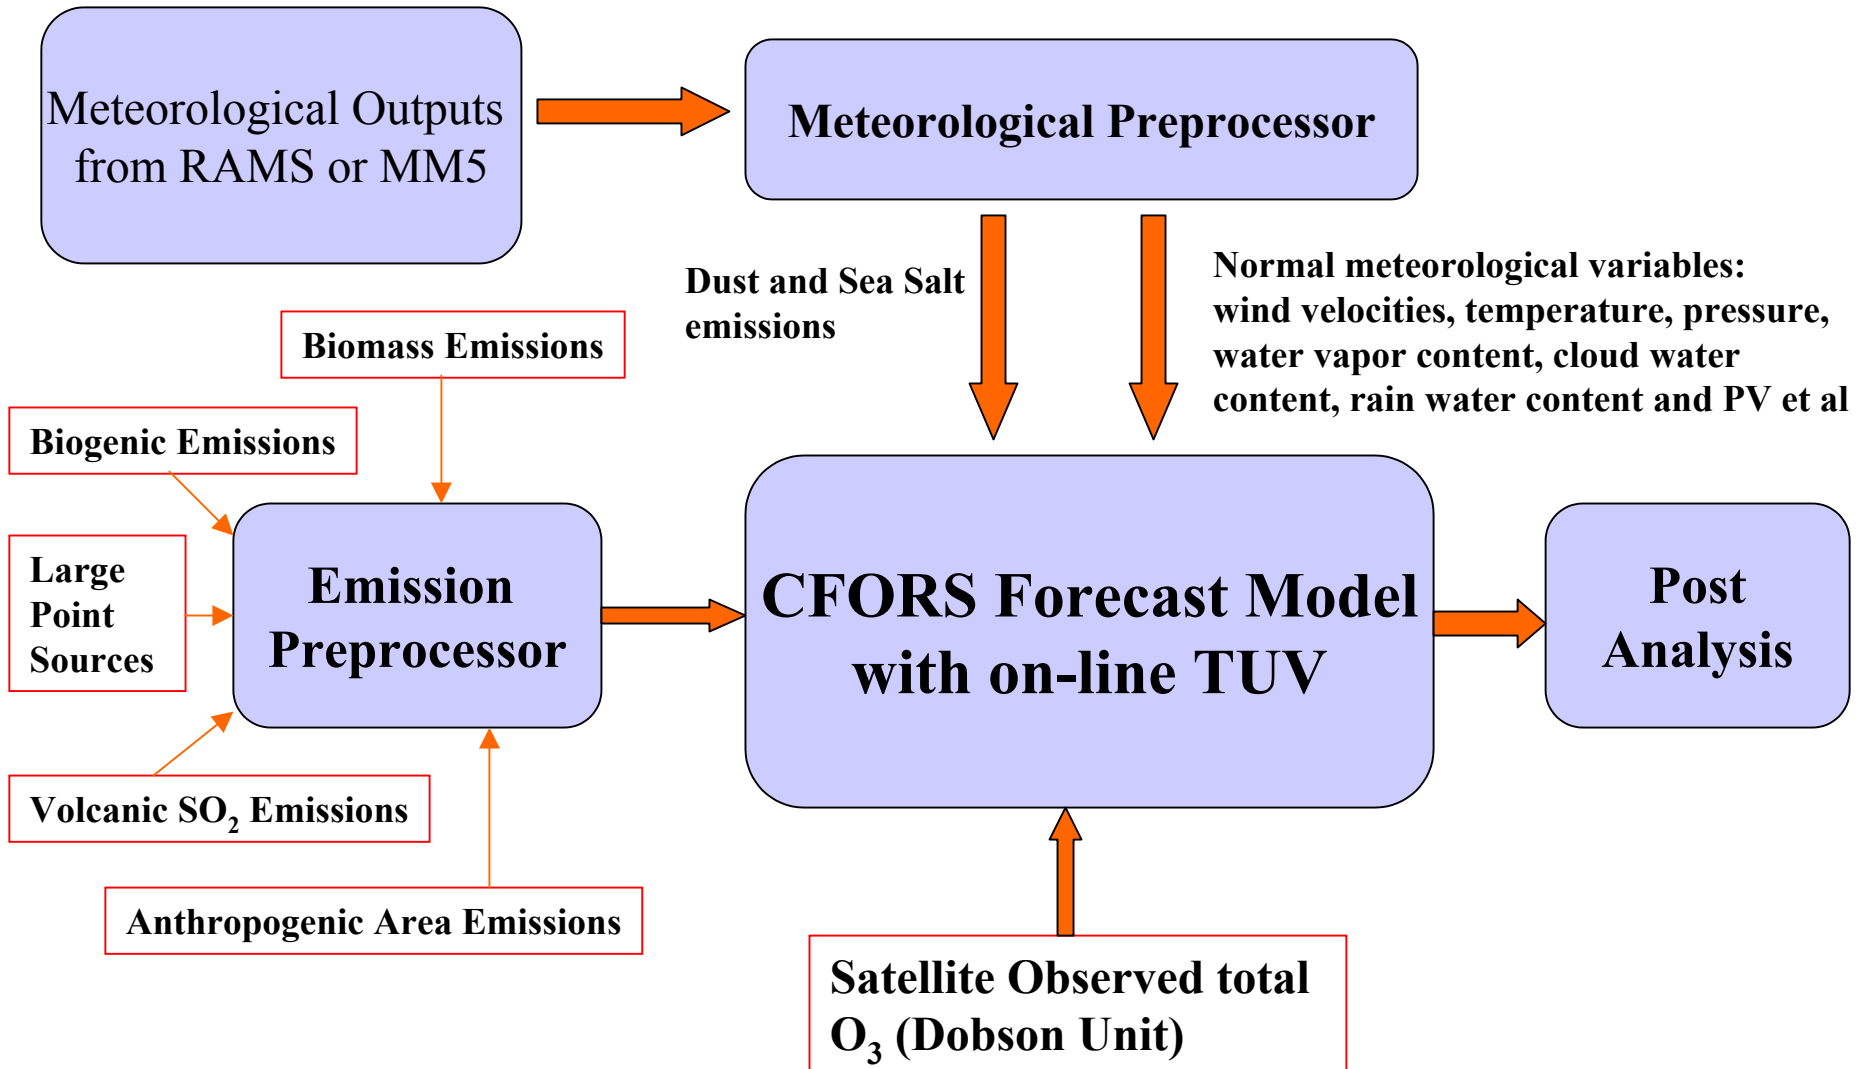 Meteorological Outputs
from RAMS or MM5
Meteorological Preprocessor
Dust and Sea Salt
emissions
Normal meteorological variables:
wind velocities, temperature, pressure,
water vapor content, cloud water
content, rain water content and PV et al
Biomass Emissions
Biogenic Emissions
Large
Point
Sources
Emission
Preprocessor
CFORS Forecast Model
with on-line TUV
Post
Analysis
Volcanic SO₂ Emissions
Anthropogenic Area Emissions
Satellite Observed total
O₃ (Dobson Unit)